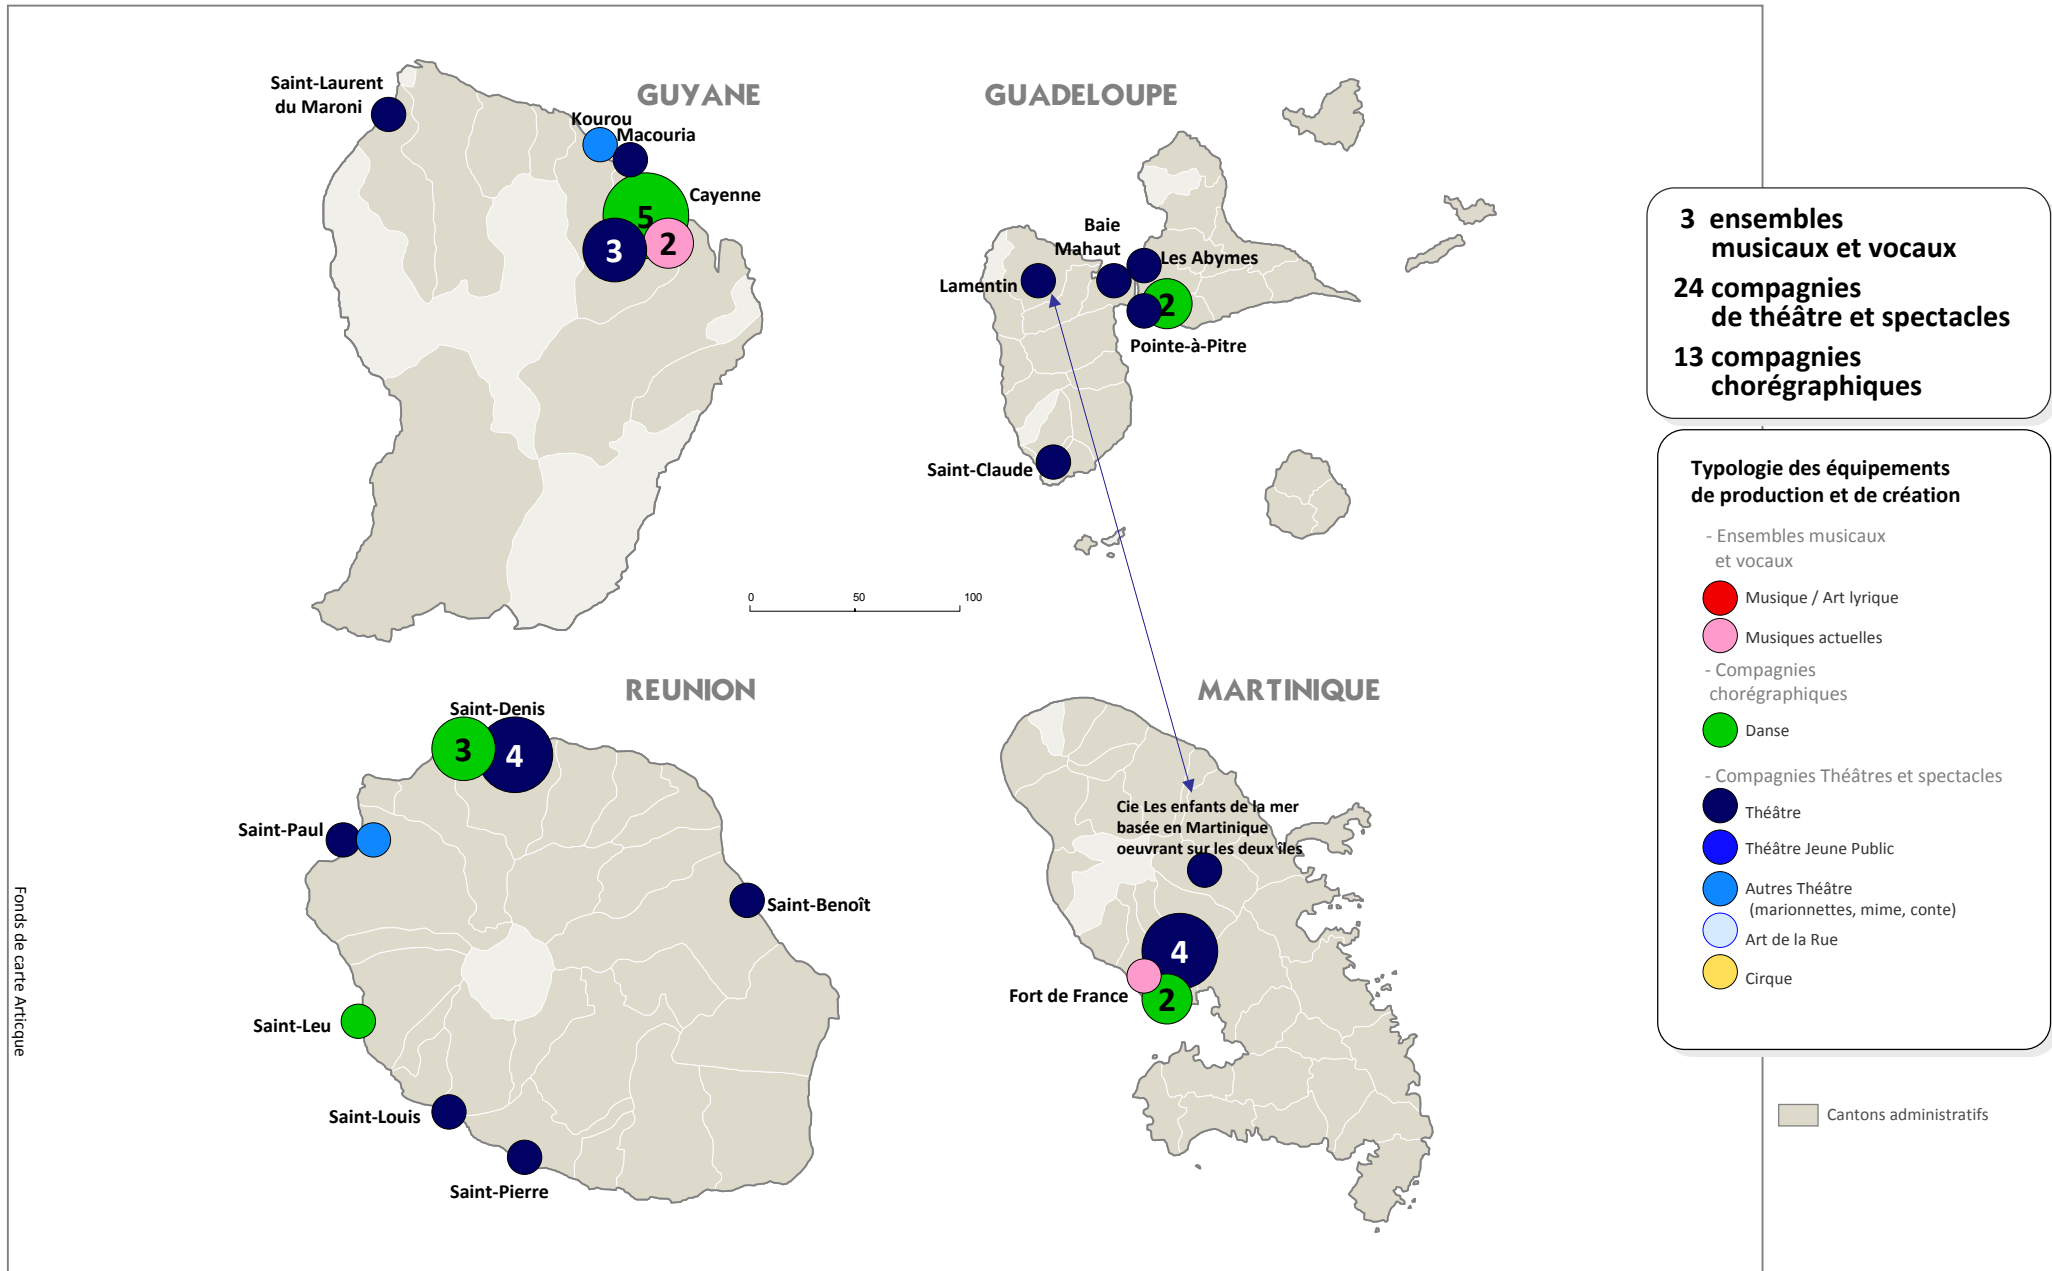 GUYANE
Saint-Laurent
du Maroni
Kourou
Macouria
Cayenne
5
3
2
GUADELOUPE
Baie
Mahaut
Les Abymes
Lamentin
2
Pointe-à-Pitre
Saint-Claude
0
50
100
REUNION
Saint-Denis
3
4
Saint-Paul
Saint-Benoît
Saint-Leu
Saint-Louis
Saint-Pierre
MARTINIQUE
Cie Les enfants de la mer
basée en Martinique
oeuvrant sur les deux îles
4
Fort de France
2
3 ensembles
musicaux et vocaux
24 compagnies
de théâtre et spectacles
13 compagnies
chorégraphiques
Typologie des équipements
de production et de création
- Ensembles musicaux
et vocaux
Musique / Art lyrique
Musiques actuelles
- Compagnies
chorégraphiques
Danse
- Compagnies Théâtres et spectacles
Théâtre
Théâtre Jeune Public
Autres Théâtre
(marionnettes, mime, conte)
Art de la Rue
Cirque
Cantons administratifs
Fonds de carte Articque